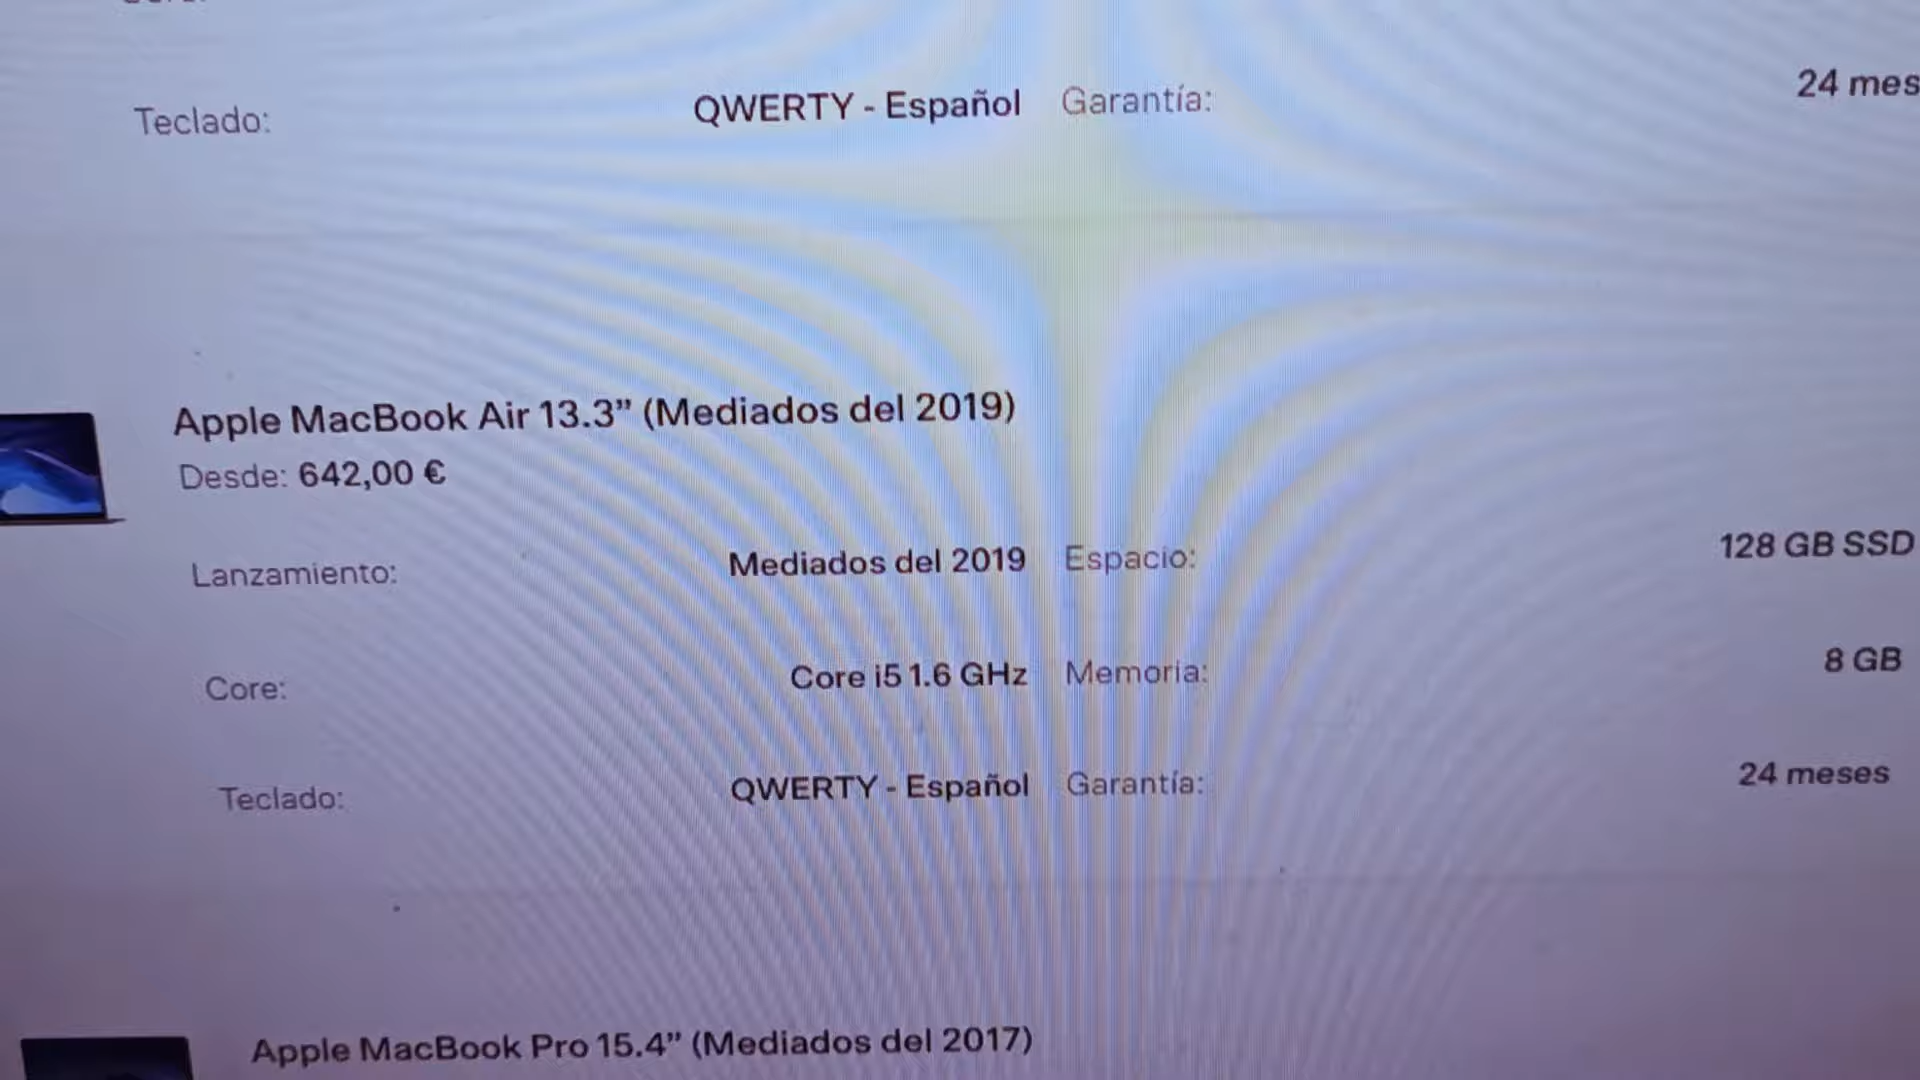 Teclado: QWERTY - Español Garantía: 24 mes
Apple MacBook Air 13.3” (Mediados del 2019)
Desde: 642,00 €
Lanzamiento: Mediados del 2019 Espacio: 128 GB SSD
Core: Core i5 1.6 GHz Memoria: 8 GB
Teclado: QWERTY - Español Garantía: 24 meses
Apple MacBook Pro 15.4” (Mediados del 2017)